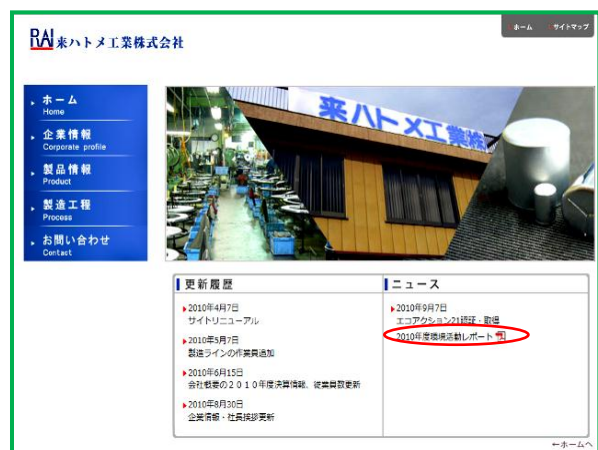 ホーム サイトマップ
RAI 来ハトメ工業株式会社
ホーム
Home
企業情報
Corporate profile
製品情報
Product
製造工程
Process
お問い合わせ
Contact
来ハトメ工業株
更新履歴
2010年4月7日
サイトリニューアル
2010年5月7日
製造ラインの作業員追加
2010年6月15日
会社概要の２０１０年度決算情報、従業員数更新
2010年8月30日
企業情報・社長挨拶更新
ニュース
2010年9月7日
エコアクション21認証・取得
2010年度環境活動レポート
←ホームへ